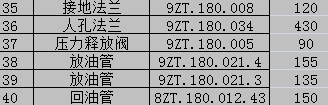 35 接地法兰 9ZT.180.008 120
36 人孔法兰 9ZT.180.034 430
37 压力释放阀 9ZT.180.005 90
38 放油管 9ZT.180.021.4 155
39 放油管 9ZT.180.021.3 135
40 回油管 8ZT.180.012.43 150